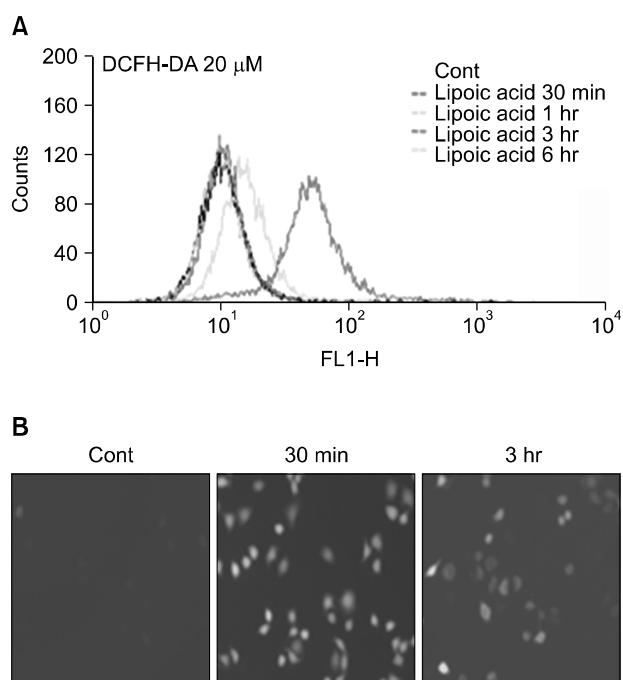 A
DCFH-DA 20 μM
Cont
Lipoic acid 30 min
Lipoic acid 1 hr
Lipoic acid 3 hr
Lipoic acid 6 hr
200
160
120
80
40
0
Counts
10⁰ 10¹ 10² 10³ 10⁴
FL1-H
B
Cont 30 min 3 hr